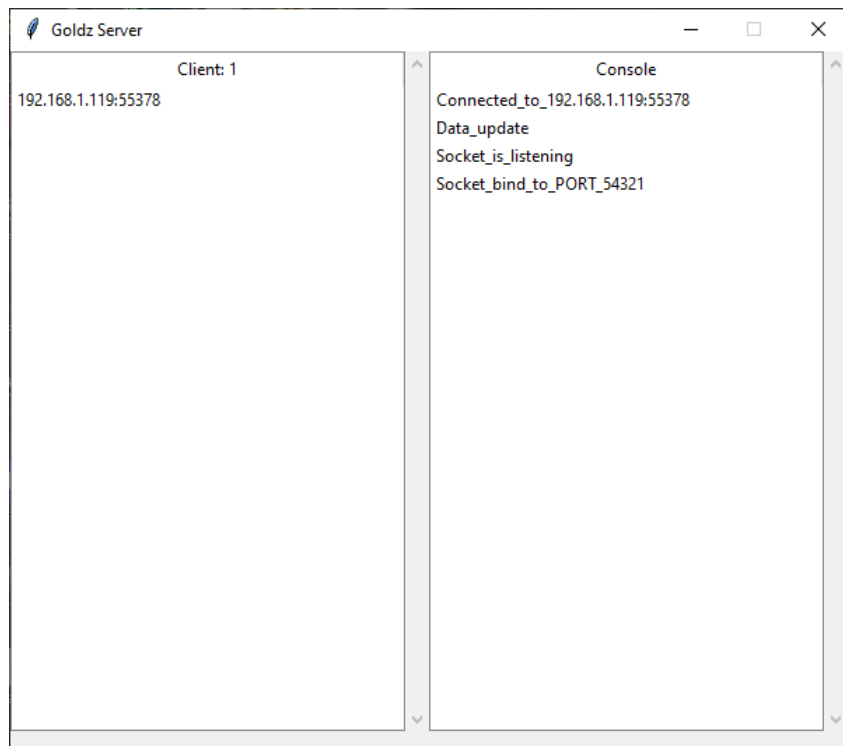 Goldz Server
Client: 1
192.168.1.119:55378
Console
Connected_to_192.168.1.119:55378
Data_update
Socket_is_listening
Socket_bind_to_PORT_54321